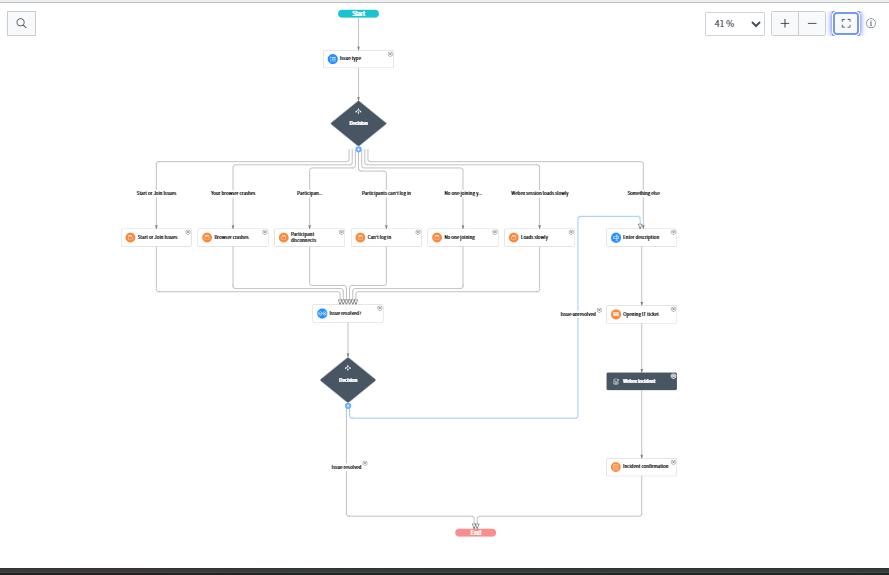 Start
41 %
Issue type
Decision
Start or Join Issues
Your browser crashes
Participan...
Participants can't log in
No one joining y...
Webex session loads slowly
Something else
Start or Join Issues
Browser crashes
Participant
disconnects
Can't log in
No one joining
Loads slowly
Enter description
Issue resolved?
Issue unresolved
Opening IT ticket
Decision
Webex Incident
Issue resolved
Incident confirmation
End